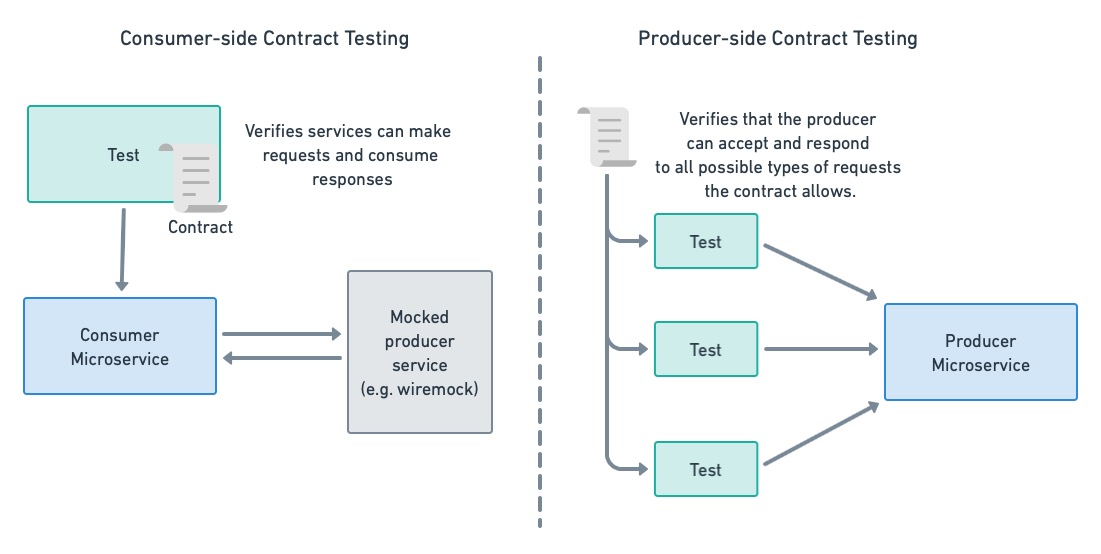 Consumer-side Contract Testing
Test
Contract
Verifies services can make
requests and consume
responses
Consumer
Microservice
Mocked
producer
service
(e.g. wiremock)
Producer-side Contract Testing
Verifies that the producer
can accept and respond
to all possible types of requests
the contract allows.
Test
Test
Test
Producer
Microservice